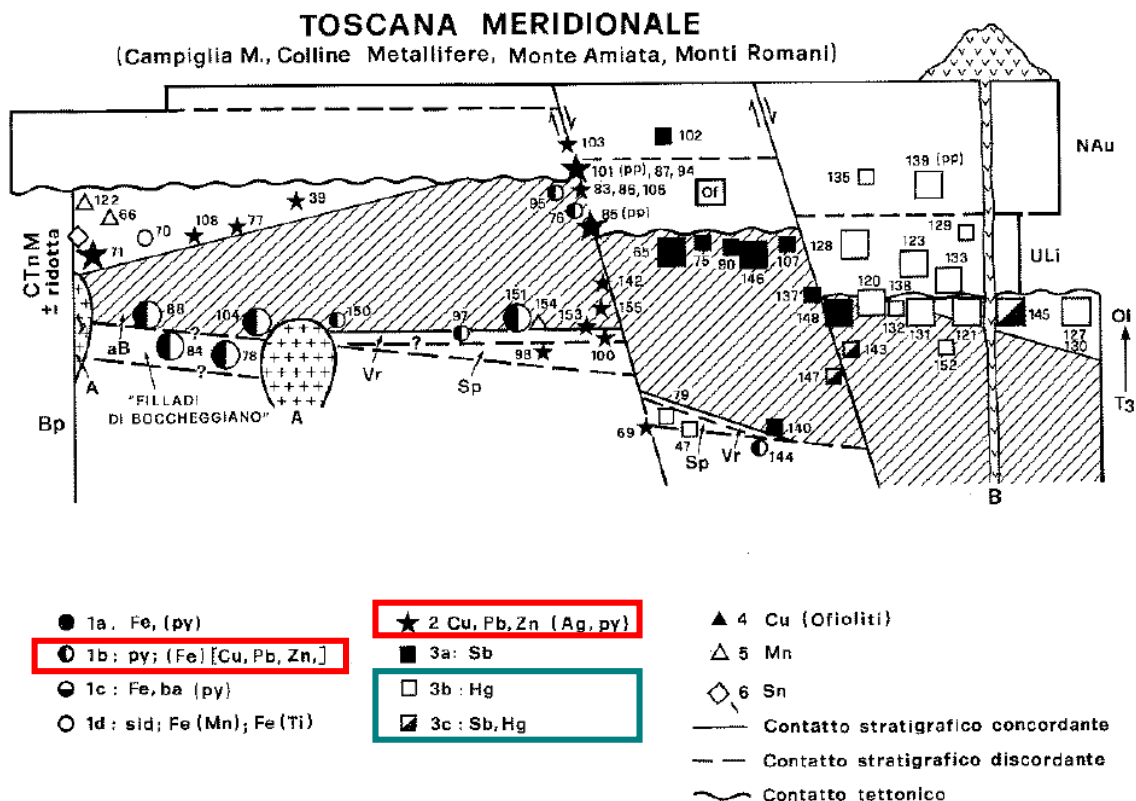 TOSCANA MERIDIONALE
(Campiglia M., Colline Metallifere, Monte Amiata, Monti Romani)
103
102
NAu
101 (pp), 87, 94
139 (pp)
135
39
83, 86, 106
Of
122
95
66
76
85 (pp)
108
77
70
129
CTnM
± ridotta
71
128
123
ULi
65
75
90
146
107
133
142
137
120
138
Ol
88
104
150
151
154
155
148
132
131
121
145
127
130
153
97
143
aB
?
84
78
?
Vr
?
98
100
152
A
Sp
147
"FILLADI
DI BOCCHEGGIANO"
A
79
T3
Bp
69
47
Sp
Vr
140
144
B
1a. Fe, (py)
1b: py; (Fe) [Cu, Pb, Zn,]
1c : Fe, ba (py)
1d: sid; Fe (Mn); Fe (Ti)
2 Cu, Pb, Zn (Ag, py)
3a: Sb
3b: Hg
3c: Sb, Hg
4 Cu (Ofioliti)
5 Mn
6 Sn
Contatto stratigrafico concordante
Contatto stratigrafico discordante
Contatto tettonico